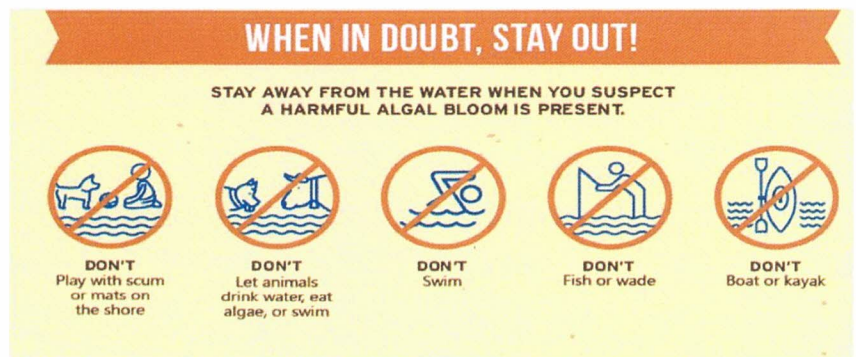 WHEN IN DOUBT, STAY OUT!
STAY AWAY FROM THE WATER WHEN YOU SUSPECT
A HARMFUL ALGAL BLOOM IS PRESENT.
DON'T
Play with scum
or mats on
the shore
DON'T
Let animals
drink water, eat
algae, or swim
DON'T
Swim
DON'T
Fish or wade
DON'T
Boat or kayak